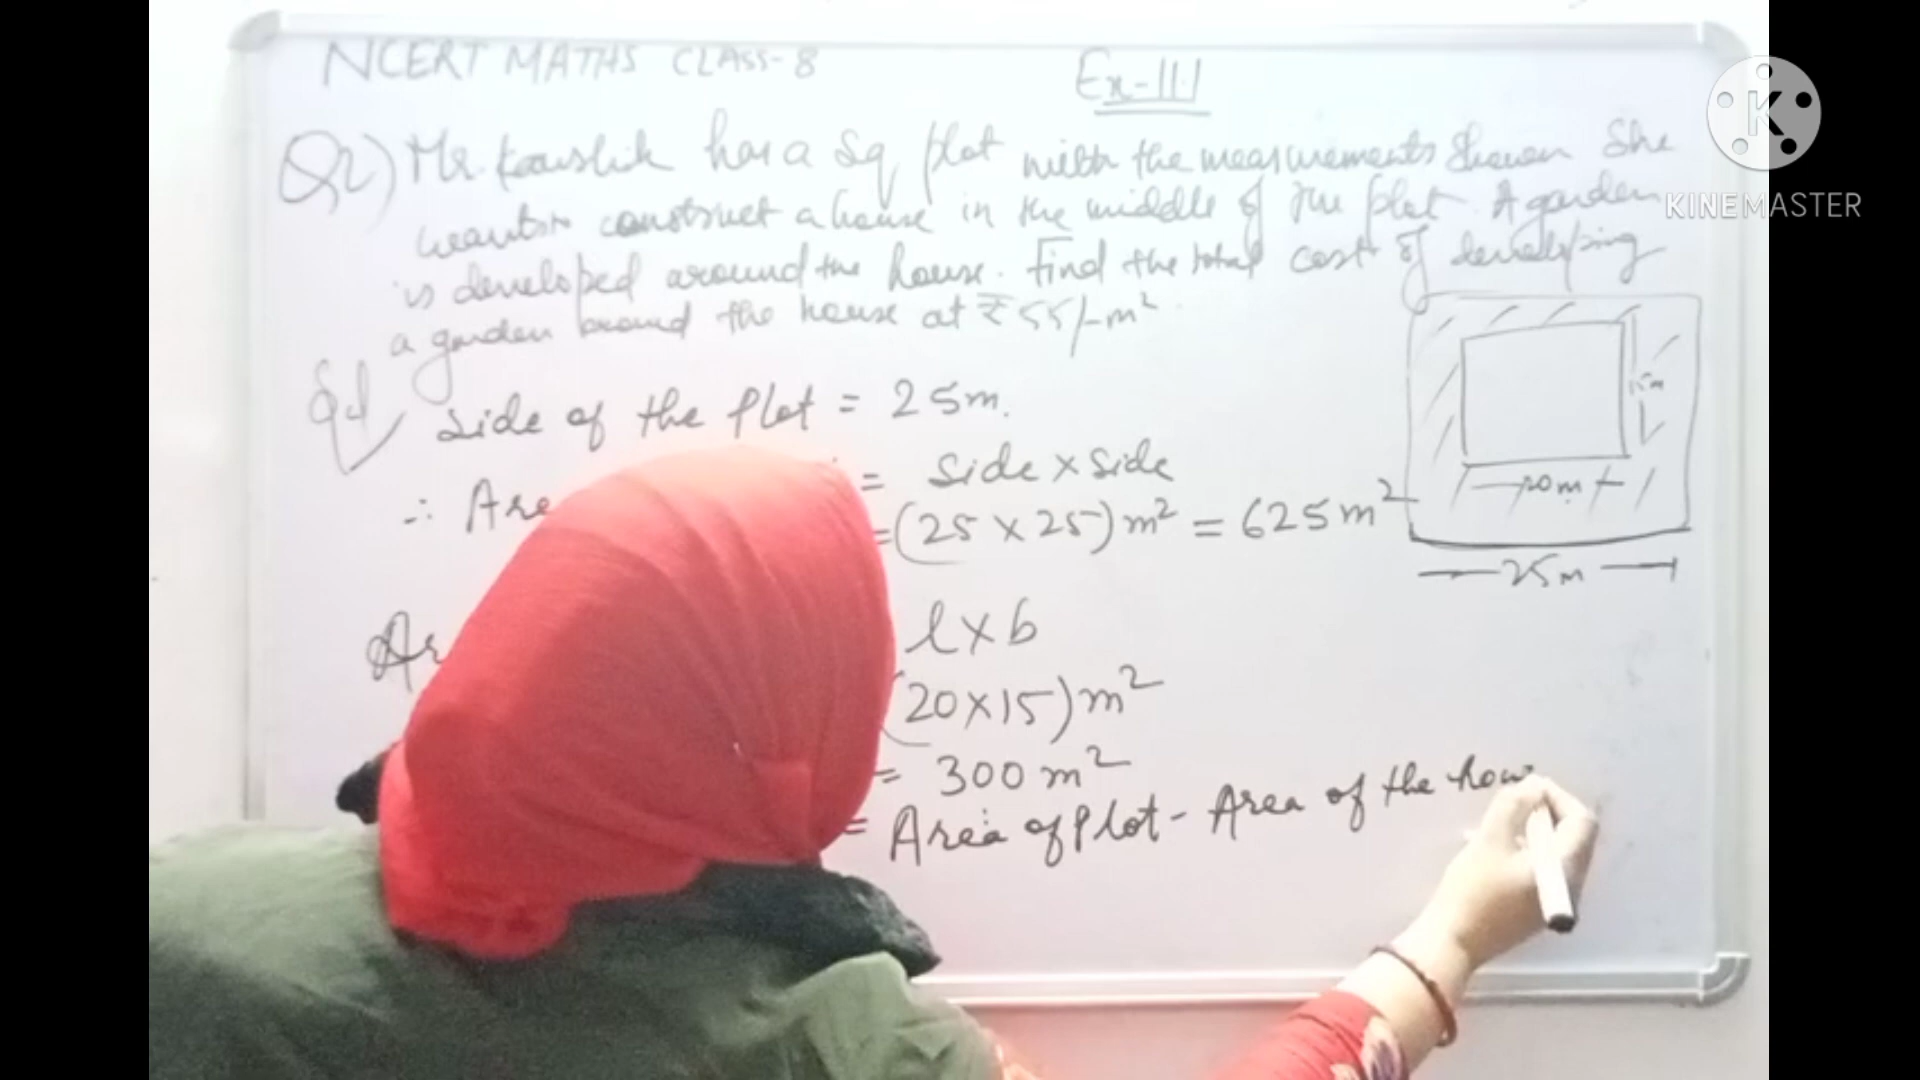 NCERT MATHS CLASS-8
Ex-11.1
Q2) Mr. Kaushik has a Sq plot with the measurements shown She
wants to construct a house in the middle of the plot. A garden
is developed around the house. Find the total cost of developing
a garden around the house at ₹ 55/-m²
Side of the Plot = 25m.
∴ Are = side × side
=(25 × 25) m² = 625 m²
Ar l×b
(20×15) m²
= 300 m²
= Area of Plot - Area of the hou
15m
20m
25m
K
KINEMASTER